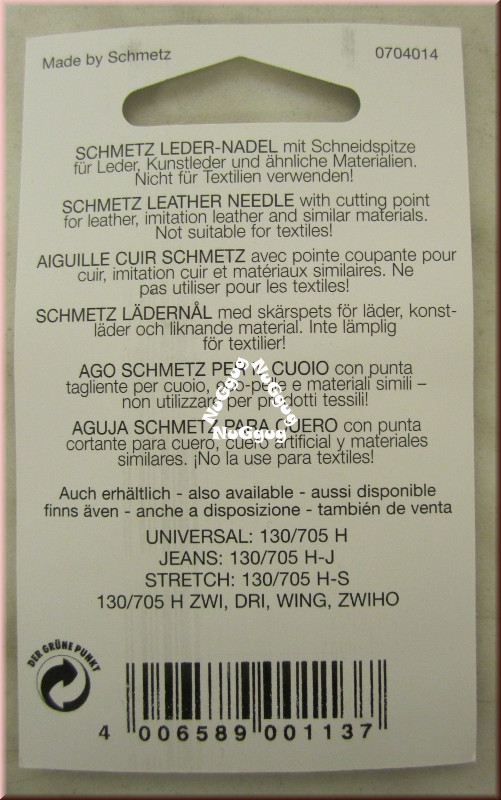 Made by Schmetz
0704014
SCHMETZ LEDER-NADEL mit Schneidspitze
für Leder, Kunstleder und ähnliche Materialien.
Nicht für Textilien verwenden!
SCHMETZ LEATHER NEEDLE with cutting point
for leather, imitation leather and similar materials.
Not suitable for textiles!
AIGUILLE CUIR SCHMETZ avec pointe coupante pour
cuir, imitation cuir et matériaux similaires. Ne
pas utiliser pour les textiles!
SCHMETZ LÄDERNÅL med skärspets för läder, konst-
läder och liknande material. Inte lämplig
för textilier!
AGO SCHMETZ PER CUOIO con punta
tagliente per cuoio, e materiali simili –
non utilizzare per prodotti tessili!
AGUJA SCHMETZ PARA CUERO con punta
cortante para cuero, cuero artificial y materiales
similares. ¡No la use para textiles!
NuGgug
NuGgug
NuGgug
Auch erhältlich - also available - aussi disponible
finns även - anche a disposizione - también de venta
UNIVERSAL: 130/705 H
JEANS: 130/705 H-J
STRETCH: 130/705 H-S
130/705 H ZWI, DRI, WING, ZWIHO
DER GRÜNE PUNKT
4 006589 001137